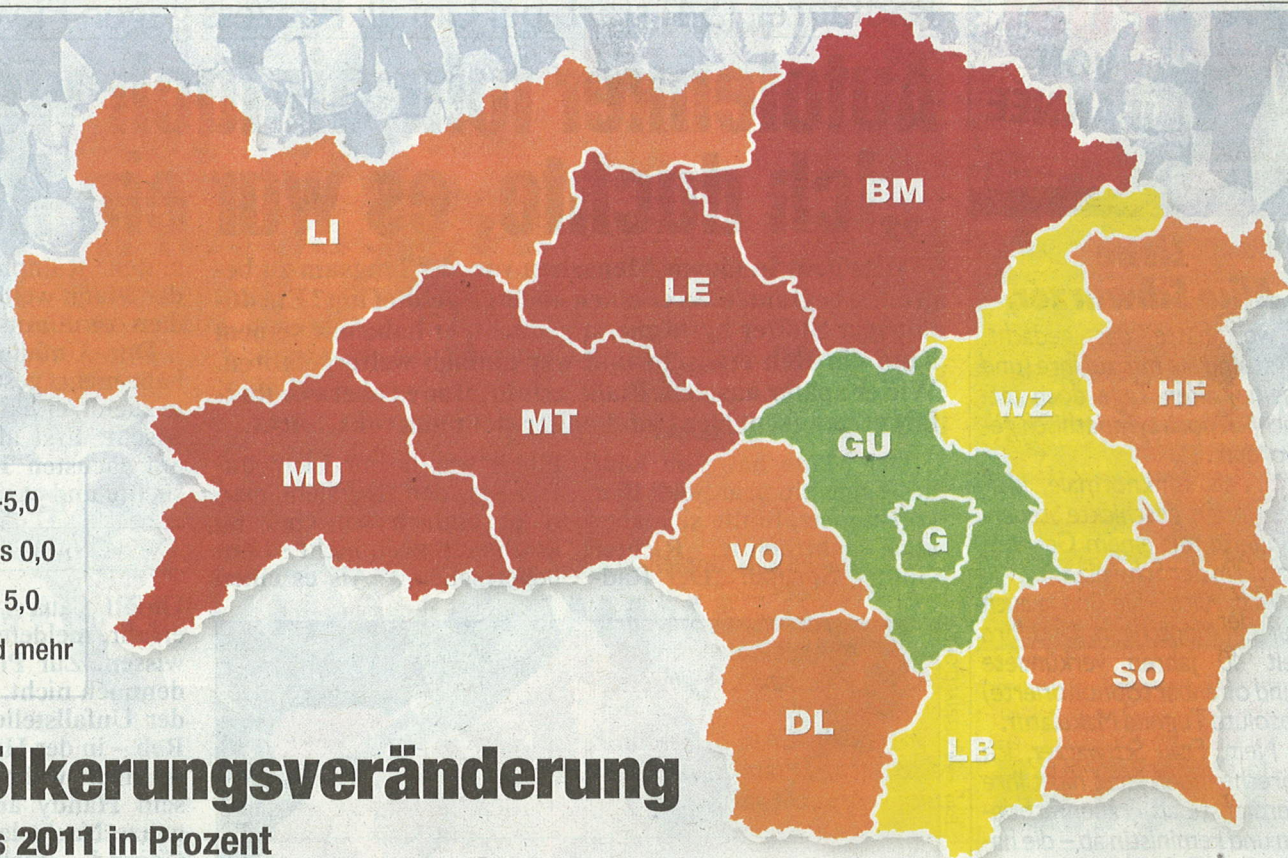 BM
LI
LE
HF
WZ
MT
GU
MU
G
VO
SO
DL
LB
-5,0
s 0,0
5,0
d mehr
ölkerungsveränderung
s 2011 in Prozent